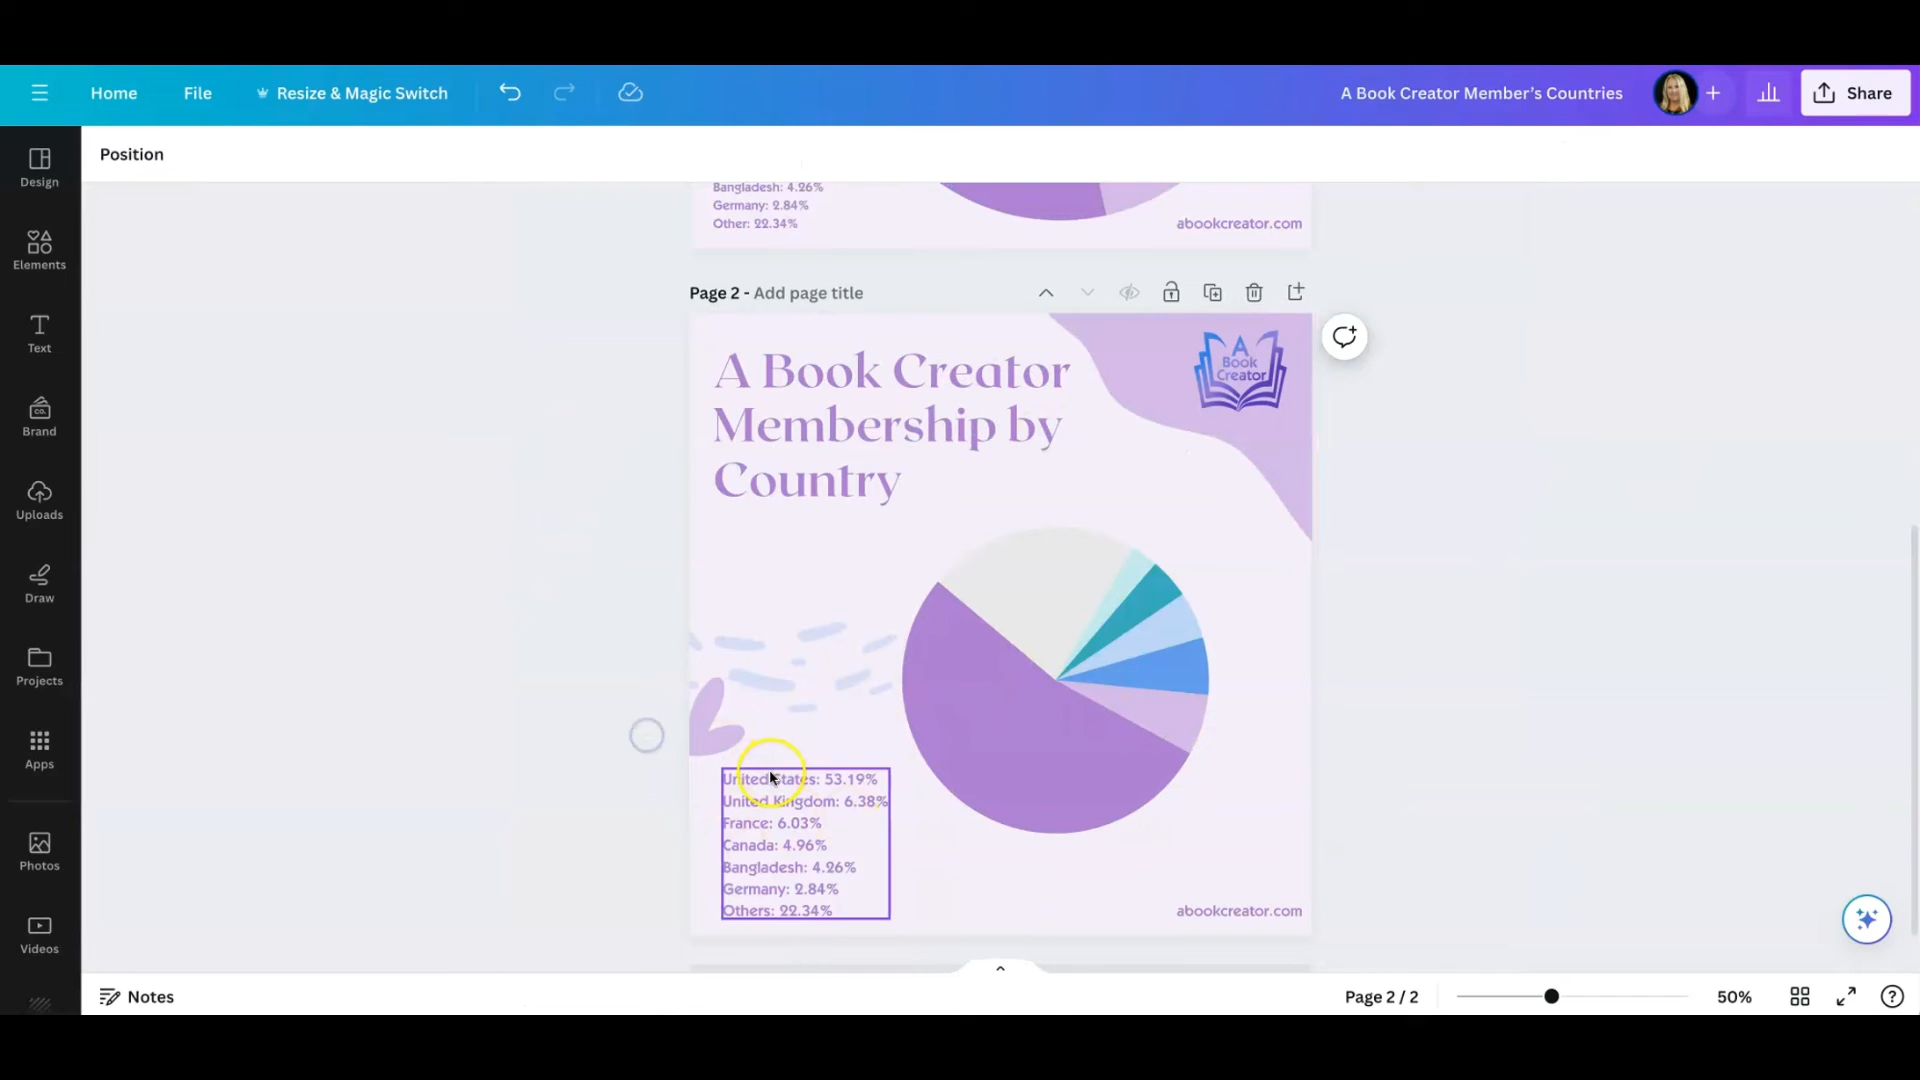 Home
File
Resize & Magic Switch
A Book Creator Member's Countries
Share
Position
Design
Elements
Text
Brand
CO.
Uploads
Draw
Projects
Apps
Photos
Videos
Bangladesh: 4.26%
Germany: 2.84%
Other: 22.34%
abookcreator.com
Page 2 - Add page title
A Book Creator
Membership by
Country
A
Book
Creator
United States: 53.19%
United Kingdom: 6.38%
France: 6.03%
Canada: 4.96%
Bangladesh: 4.26%
Germany: 2.84%
Others: 22.34%
abookcreator.com
Notes
Page 2 / 2
50%